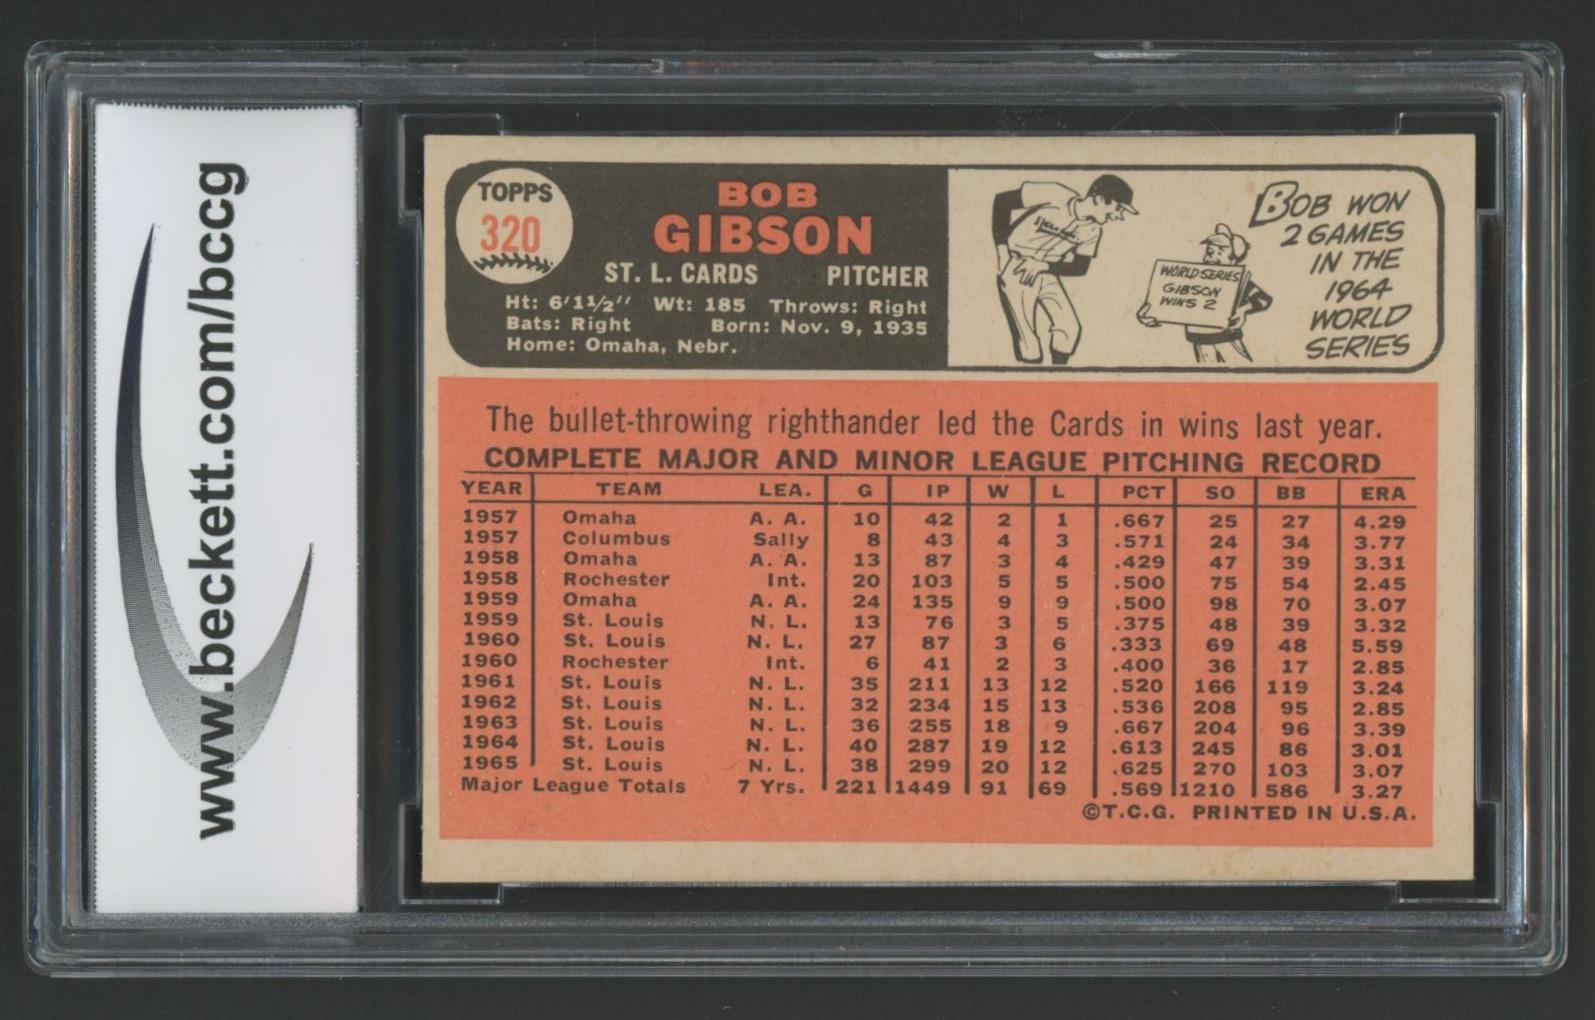 www.beckett.com/bccg
TOPPS
320
BOB
GIBSON
ST. L. CARDS PITCHER
Ht: 6'1½" Wt: 185 Throws: Right
Bats: Right Born: Nov. 9, 1935
Home: Omaha, Nebr.
WORLD SERIES
GIBSON
WINS 2
BOB WON
2 GAMES
IN THE
1964
WORLD
SERIES
The bullet-throwing righthander led the Cards in wins last year.
COMPLETE MAJOR AND MINOR LEAGUE PITCHING RECORD
YEAR TEAM LEA. G IP W L PCT SO BB ERA
1957 Omaha A. A. 10 42 2 1 .667 25 27 4.29
1957 Columbus Sally 8 43 4 3 .571 24 34 3.77
1958 Omaha A. A. 13 87 3 4 .429 47 39 3.31
1958 Rochester Int. 20 103 5 5 .500 75 54 2.45
1959 Omaha A. A. 24 135 9 9 .500 98 70 3.07
1959 St. Louis N. L. 13 76 3 5 .375 48 39 3.32
1960 St. Louis N. L. 27 87 3 6 .333 69 48 5.59
1960 Rochester Int. 6 41 2 3 .400 36 17 2.85
1961 St. Louis N. L. 35 211 13 12 .520 166 119 3.24
1962 St. Louis N. L. 32 234 15 13 .536 208 95 2.85
1963 St. Louis N. L. 36 255 18 9 .667 204 96 3.39
1964 St. Louis N. L. 40 287 19 12 .613 245 86 3.01
1965 St. Louis N. L. 38 299 20 12 .625 270 103 3.07
Major League Totals 7 Yrs. 221 1449 91 69 .569 1210 586 3.27
©T.C.G. PRINTED IN U.S.A.